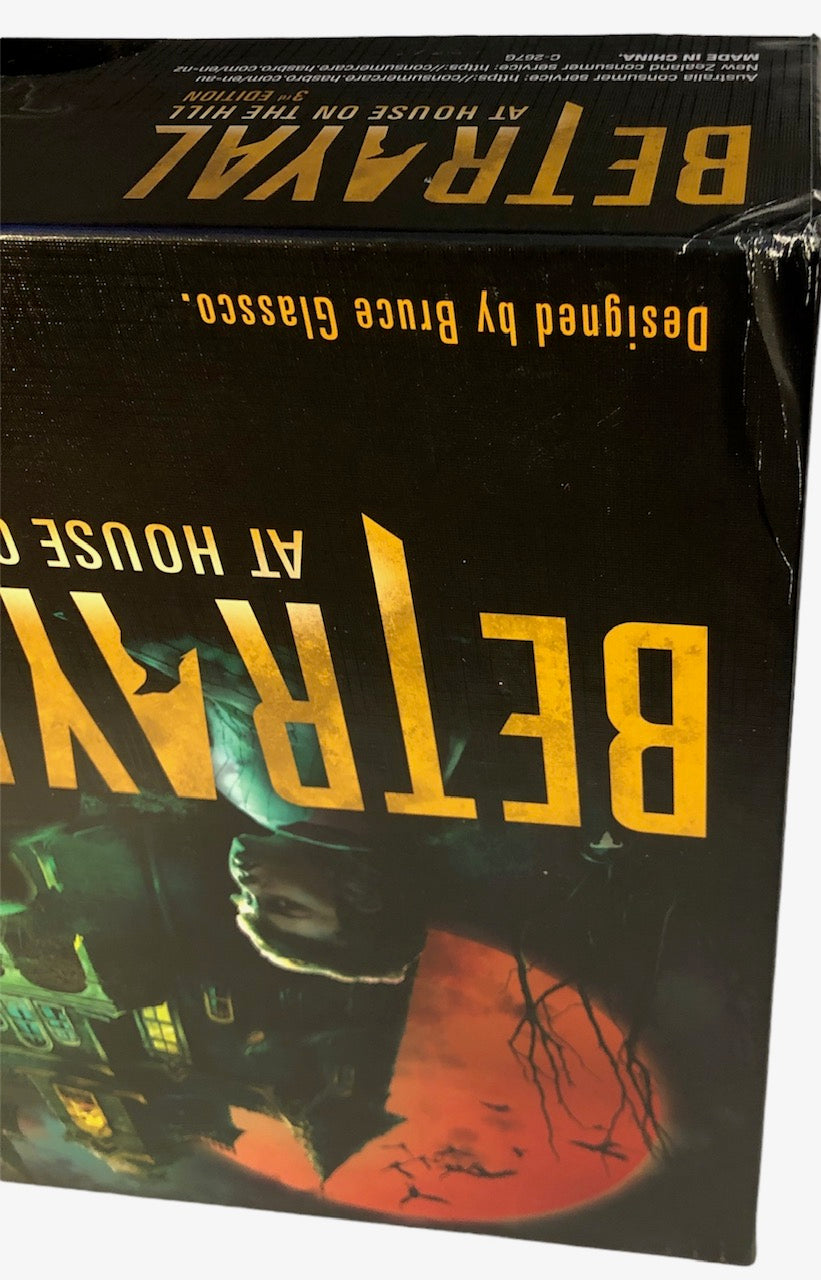 BETRAY
AT HOUSE O
Designed by Bruce Glassco.
BETRAYAL
AT HOUSE ON THE HILL
3rd EDITION
Australia consumer service: https://consumercare.hasbro.com/en-au
New Zealand consumer service: https://consumercare.hasbro.com/en-nz
MADE IN CHINA. C-2676